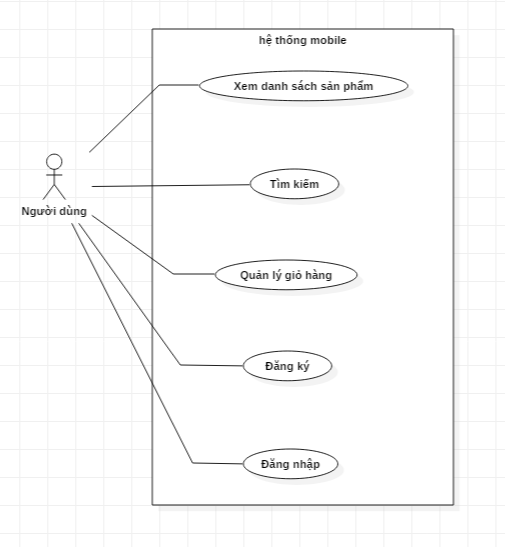 hệ thống mobile
Xem danh sách sản phẩm
Tìm kiếm
Người dùng
Quản lý giỏ hàng
Đăng ký
Đăng nhập